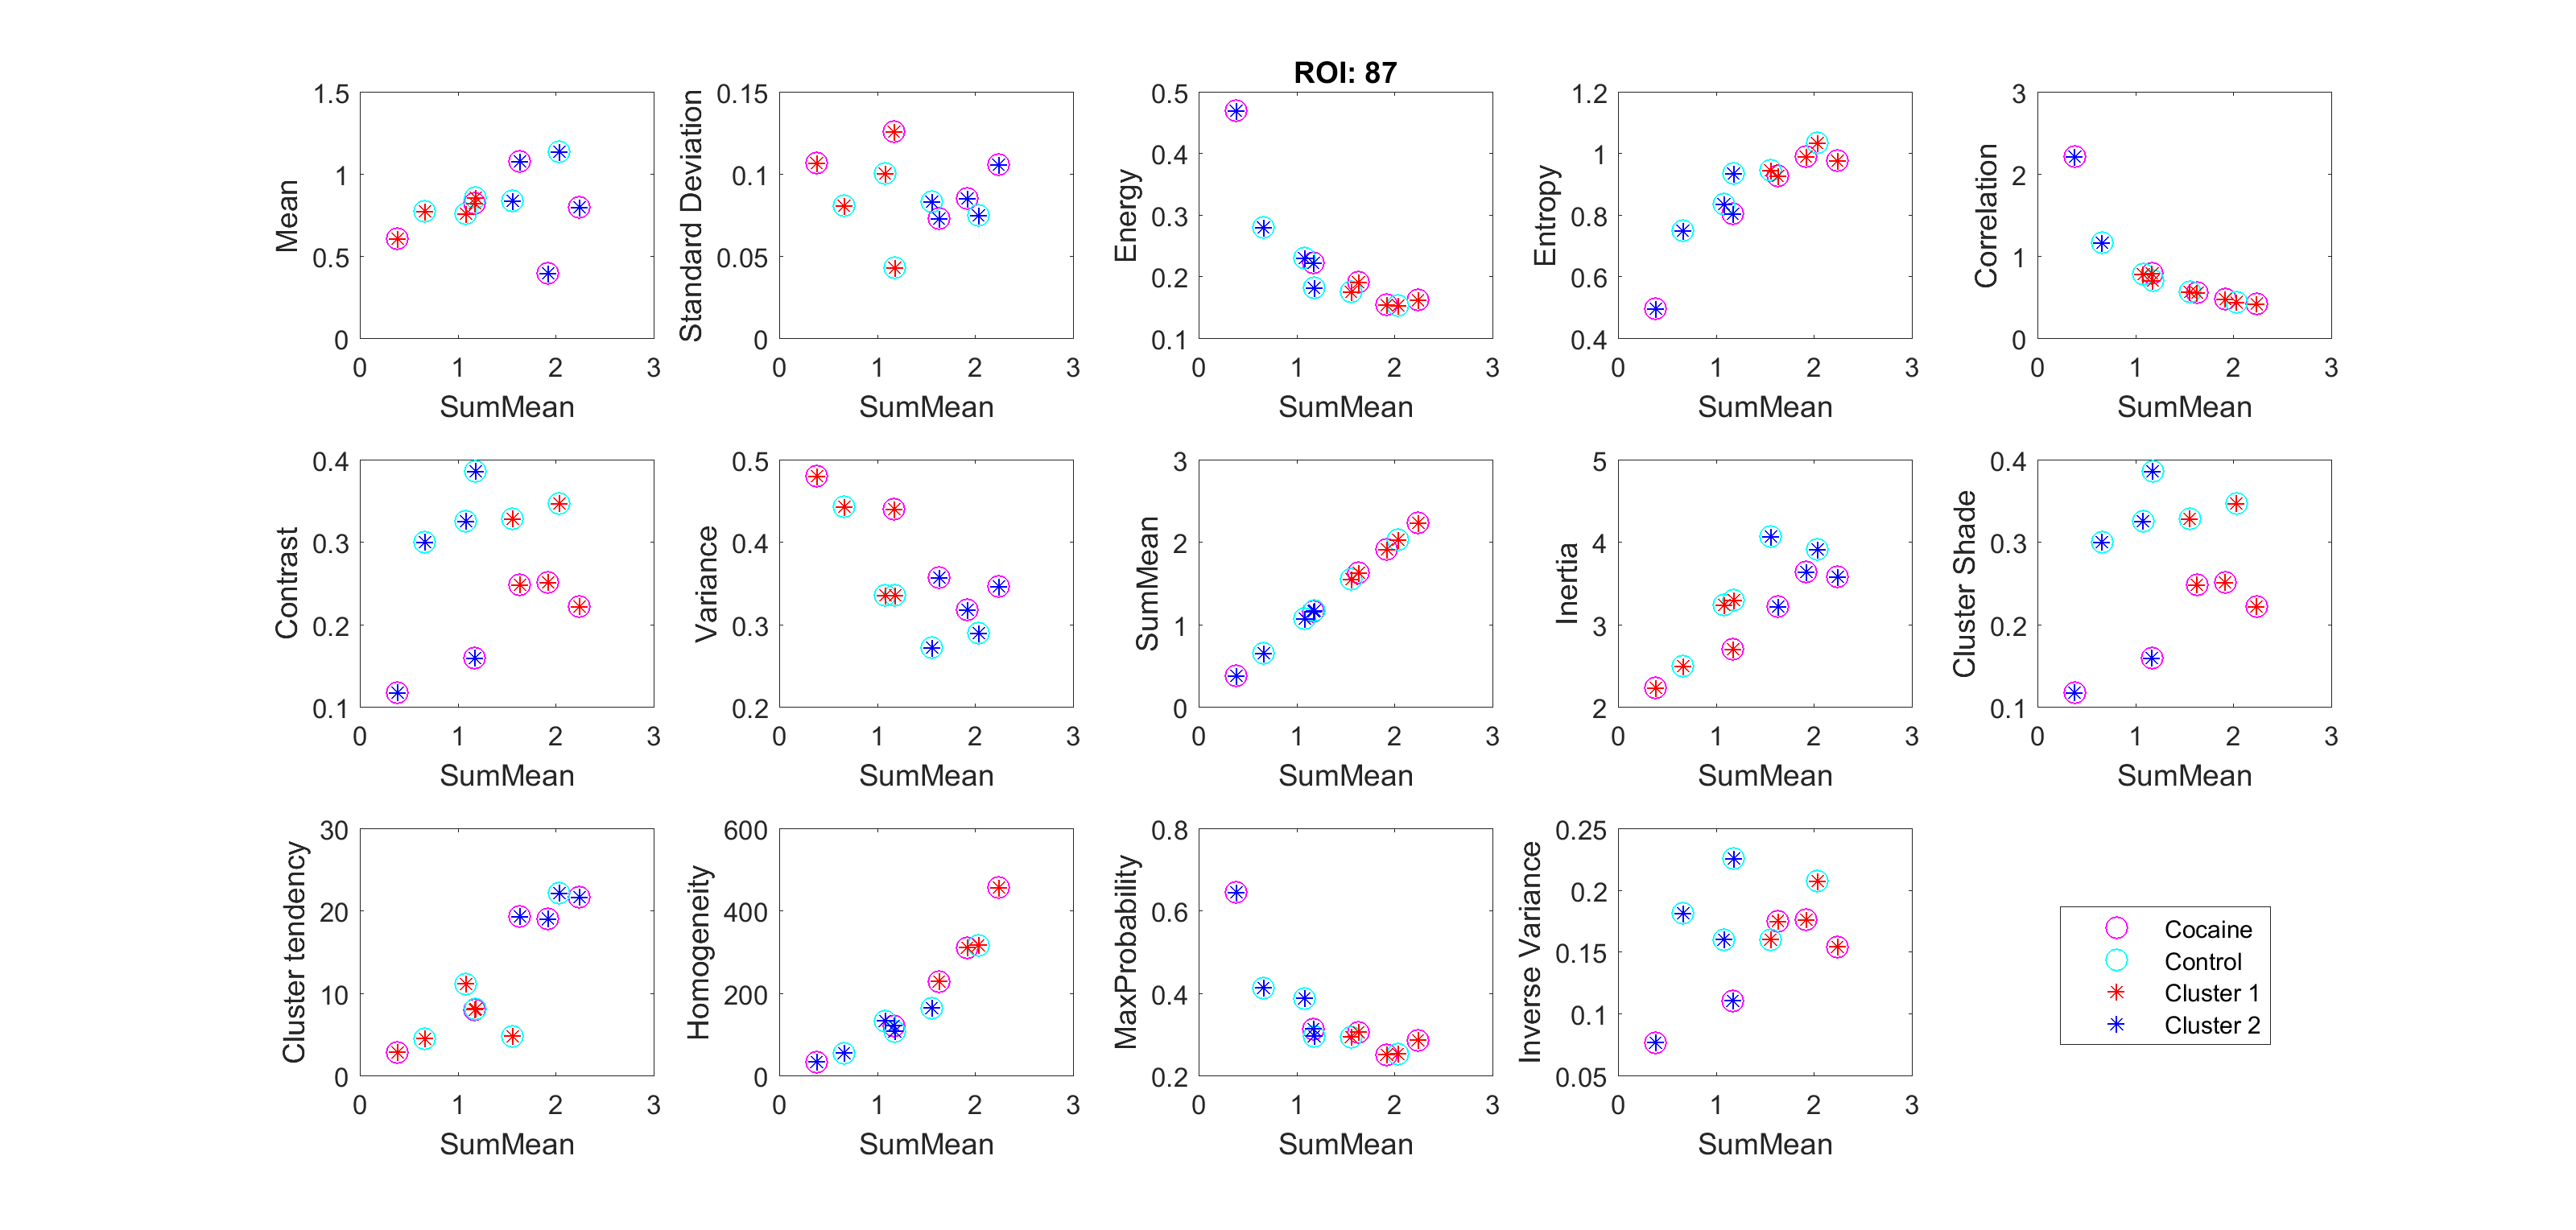 ROI: 87
1.5
1
0.5
0
Mean
0 1 2 3
SumMean
0.15
0.1
0.05
0
Standard Deviation
0 1 2 3
SumMean
0.5
0.4
0.3
0.2
0.1
Energy
0 1 2 3
SumMean
1.2
1
0.8
0.6
0.4
Entropy
0 1 2 3
SumMean
3
2
1
0
Correlation
0 1 2 3
SumMean
0.4
0.3
0.2
0.1
Contrast
0 1 2 3
SumMean
0.5
0.4
0.3
0.2
Variance
0 1 2 3
SumMean
3
2
1
0
SumMean
0 1 2 3
SumMean
5
4
3
2
Inertia
0 1 2 3
SumMean
0.4
0.3
0.2
0.1
Cluster Shade
0 1 2 3
SumMean
30
20
10
0
Cluster tendency
0 1 2 3
SumMean
600
400
200
0
Homogeneity
0 1 2 3
SumMean
0.8
0.6
0.4
0.2
MaxProbability
0 1 2 3
SumMean
0.25
0.2
0.15
0.1
0.05
Inverse Variance
0 1 2 3
SumMean
Cocaine
Control
Cluster 1
Cluster 2